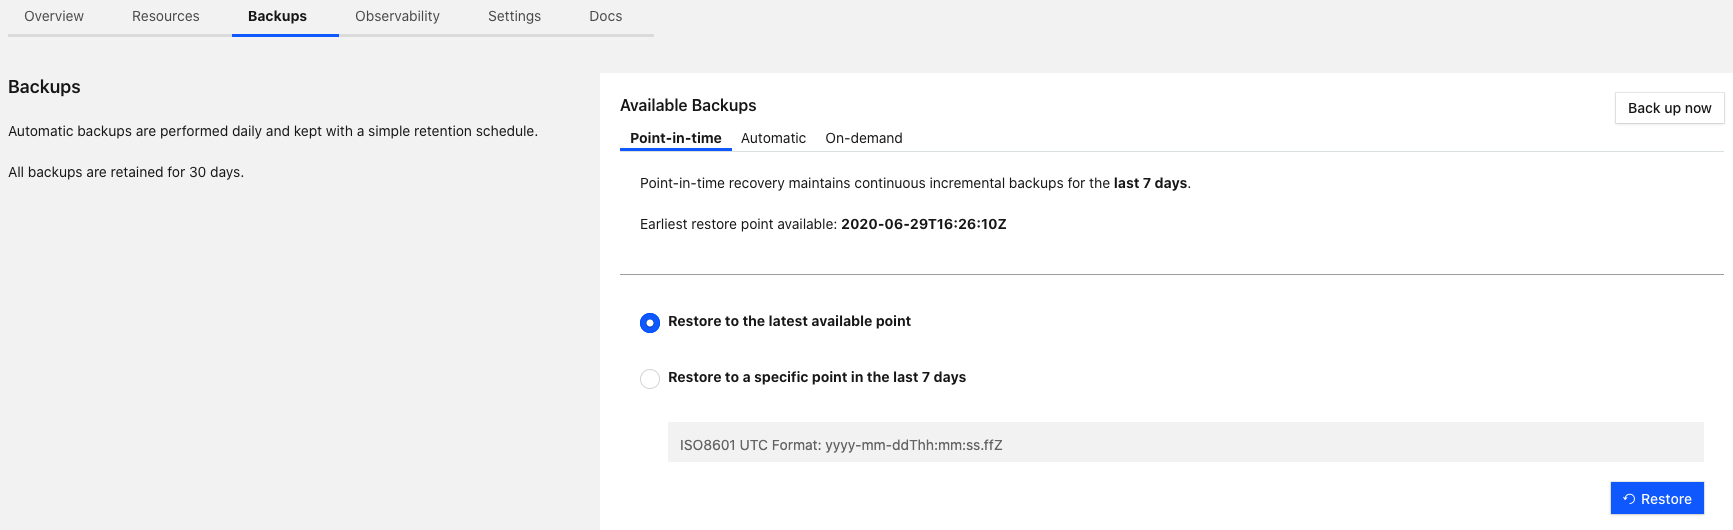 Overview Resources Backups Observability Settings Docs
Backups
Automatic backups are performed daily and kept with a simple retention schedule.
All backups are retained for 30 days.
Available Backups
Back up now
Point-in-time Automatic On-demand
Point-in-time recovery maintains continuous incremental backups for the last 7 days.
Earliest restore point available: 2020-06-29T16:26:10Z
Restore to the latest available point
Restore to a specific point in the last 7 days
ISO8601 UTC Format: yyyy-mm-ddThh:mm:ss.ffZ
Restore